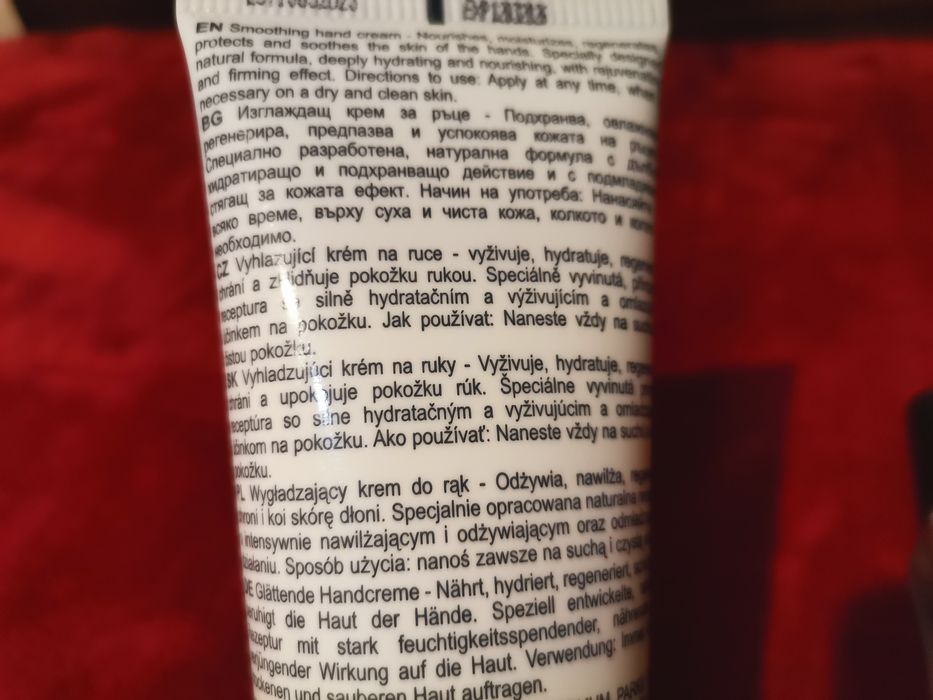 EN Smoothing hand cream - Nourishes, moisturizes, regenerates,
protects and soothes the skin of the hands. Specially designed
natural formula, deeply hydrating and nourishing, with
and firming effect. Directions to use: Apply at any time, when
necessary on a dry and clean skin.
BG Изглаждащ крем за ръце - Подхранва,
регенерира, предпазва и успокоява кожата на
Специално разработена, натурална формула с
хидратиращо и подхранващо действие и с
стягащ за кожата ефект. Начин на употреба:
всяко време, върху суха и чиста кожа, колкото и
необходимо.
CZ Vyhlazující krém na ruce - vyživuje, hydratuje,
chrání a zklidňuje pokožku rukou. Speciálně vyvinutá,
receptura se silně hydratačním a výživujícím a
účinkem na pokožku. Jak používat: Naneste vždy na
čistou pokožku.
SK Vyhladzujúci krém na ruky - Vyživuje, hydratuje,
chráni a upokojuje pokožku rúk. Špeciálne vyvinutá
receptúra so silne hydratačným a vyživujúcim a
účinkom na pokožku. Ako používať: Naneste vždy na
pokožku.
PL Wygładzający krem do rąk - Odżywia, nawilża,
chroni i koi skórę dłoni. Specjalnie opracowana naturalna
o intensywnie nawilżającym i odżywiającym oraz
działaniu. Sposób użycia: nanoś zawsze na suchą i
DE Glättende Handcreme - Nährt, hydriert, regeneriert,
beruhigt die Haut der Hände. Speziell entwickelte,
Rezeptur mit stark feuchtigkeitsspendender,
verjüngender Wirkung auf die Haut. Verwendung:
trockenen und sauberen Haut auftragen.